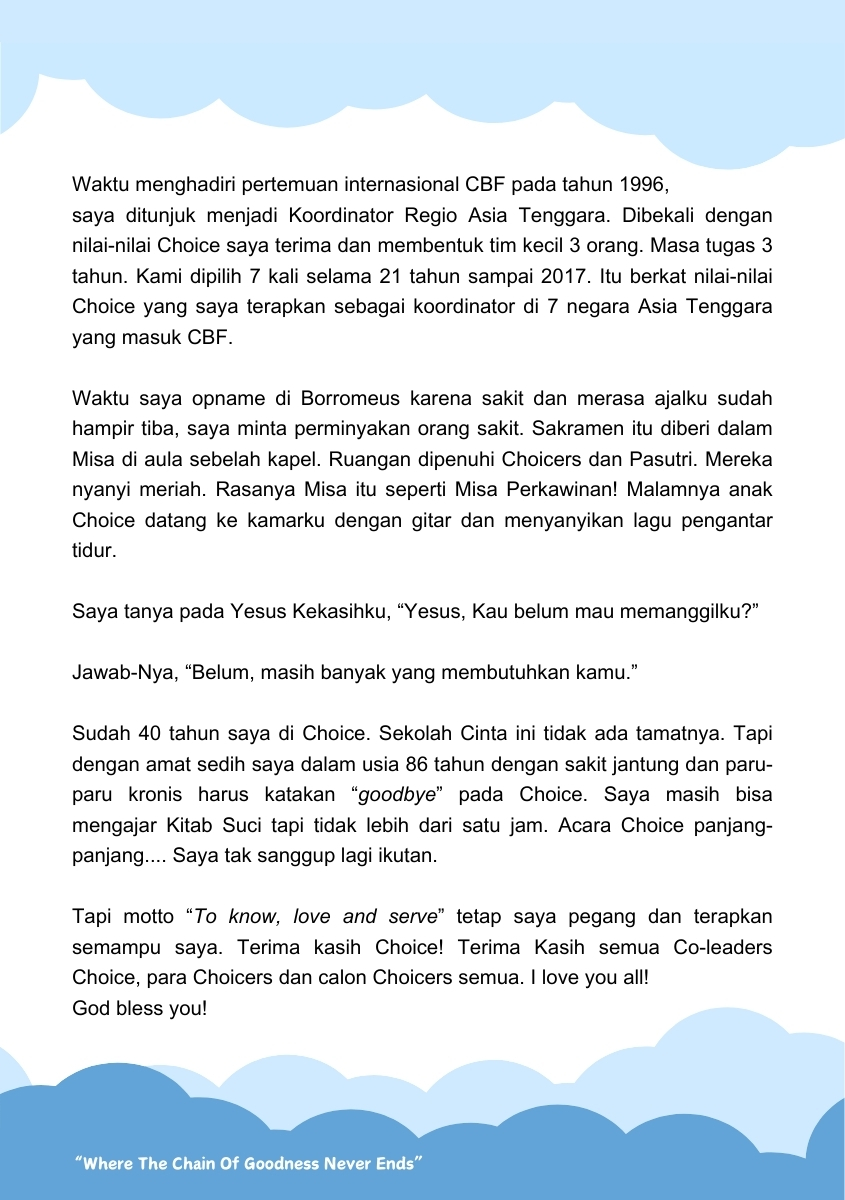 Waktu menghadiri pertemuan internasional CBF pada tahun 1996,
saya ditunjuk menjadi Koordinator Regio Asia Tenggara. Dibekali dengan
nilai-nilai Choice saya terima dan membentuk tim kecil 3 orang. Masa tugas 3
tahun. Kami dipilih 7 kali selama 21 tahun sampai 2017. Itu berkat nilai-nilai
Choice yang saya terapkan sebagai koordinator di 7 negara Asia Tenggara
yang masuk CBF.
Waktu saya opname di Borromeus karena sakit dan merasa ajalku sudah
hampir tiba, saya minta perminyakan orang sakit. Sakramen itu diberi dalam
Misa di aula sebelah kapel. Ruangan dipenuhi Choicers dan Pasutri. Mereka
nyanyi meriah. Rasanya Misa itu seperti Misa Perkawinan! Malamnya anak
Choice datang ke kamarku dengan gitar dan menyanyikan lagu pengantar
tidur.
Saya tanya pada Yesus Kekasihku, “Yesus, Kau belum mau memanggilku?”
Jawab-Nya, “Belum, masih banyak yang membutuhkan kamu.”
Sudah 40 tahun saya di Choice. Sekolah Cinta ini tidak ada tamatnya. Tapi
dengan amat sedih saya dalam usia 86 tahun dengan sakit jantung dan paru-
paru kronis harus katakan “goodbye” pada Choice. Saya masih bisa
mengajar Kitab Suci tapi tidak lebih dari satu jam. Acara Choice panjang-
panjang.... Saya tak sanggup lagi ikutan.
Tapi motto “To know, love and serve” tetap saya pegang dan terapkan
semampu saya. Terima kasih Choice! Terima Kasih semua Co-leaders
Choice, para Choicers dan calon Choicers semua. I love you all!
God bless you!
“Where The Chain Of Goodness Never Ends”